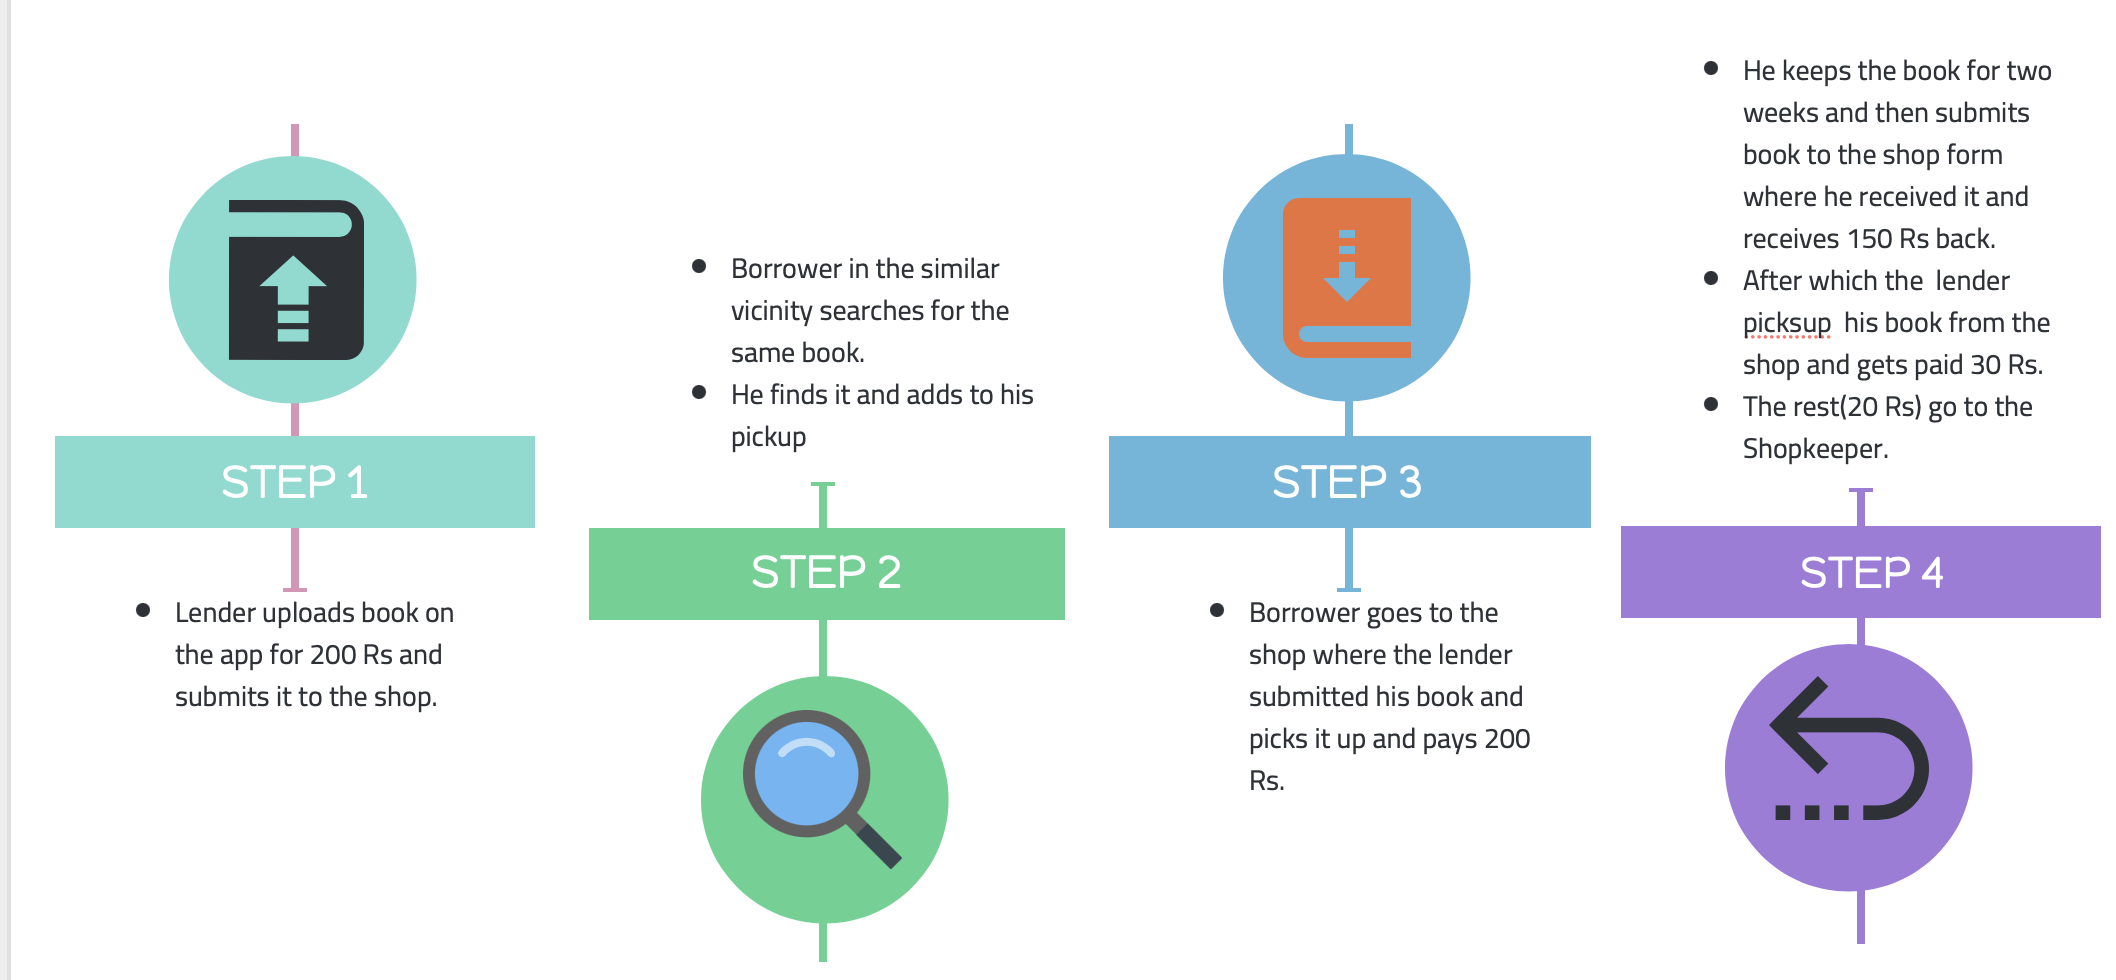 STEP 1
● Lender uploads book on
the app for 200 Rs and
submits it to the shop.
● Borrower in the similar
vicinity searches for the
same book.
● He finds it and adds to his
pickup
STEP 2
STEP 3
● Borrower goes to the
shop where the lender
submitted his book and
picks it up and pays 200
Rs.
● He keeps the book for two
weeks and then submits
book to the shop form
where he received it and
receives 150 Rs back.
● After which the  lender
picksup  his book from the
shop and gets paid 30 Rs.
● The rest(20 Rs) go to the
Shopkeeper.
STEP 4